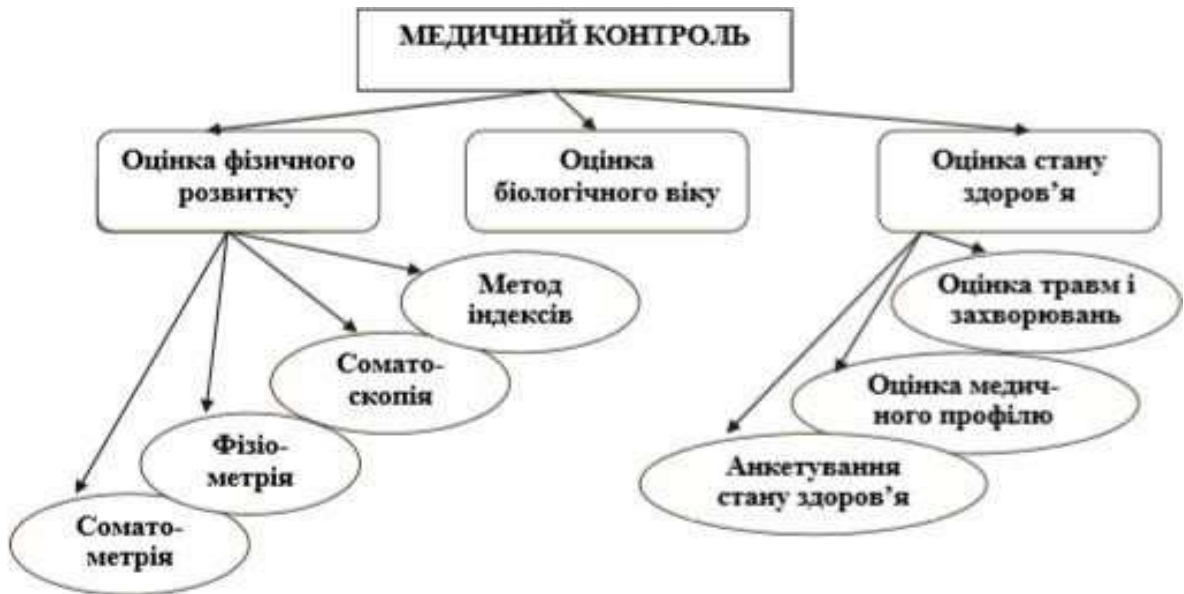 МЕДИЧНИЙ КОНТРОЛЬ
Оцінка фізичного
розвитку
Оцінка
біологічного віку
Оцінка стану
здоров’я
Метод
індексів
Сомато-
скопія
Фізіо-
метрія
Сомато-
метрія
Оцінка травм і
захворювань
Оцінка медич-
ного профілю
Анкетування
стану здоров’я